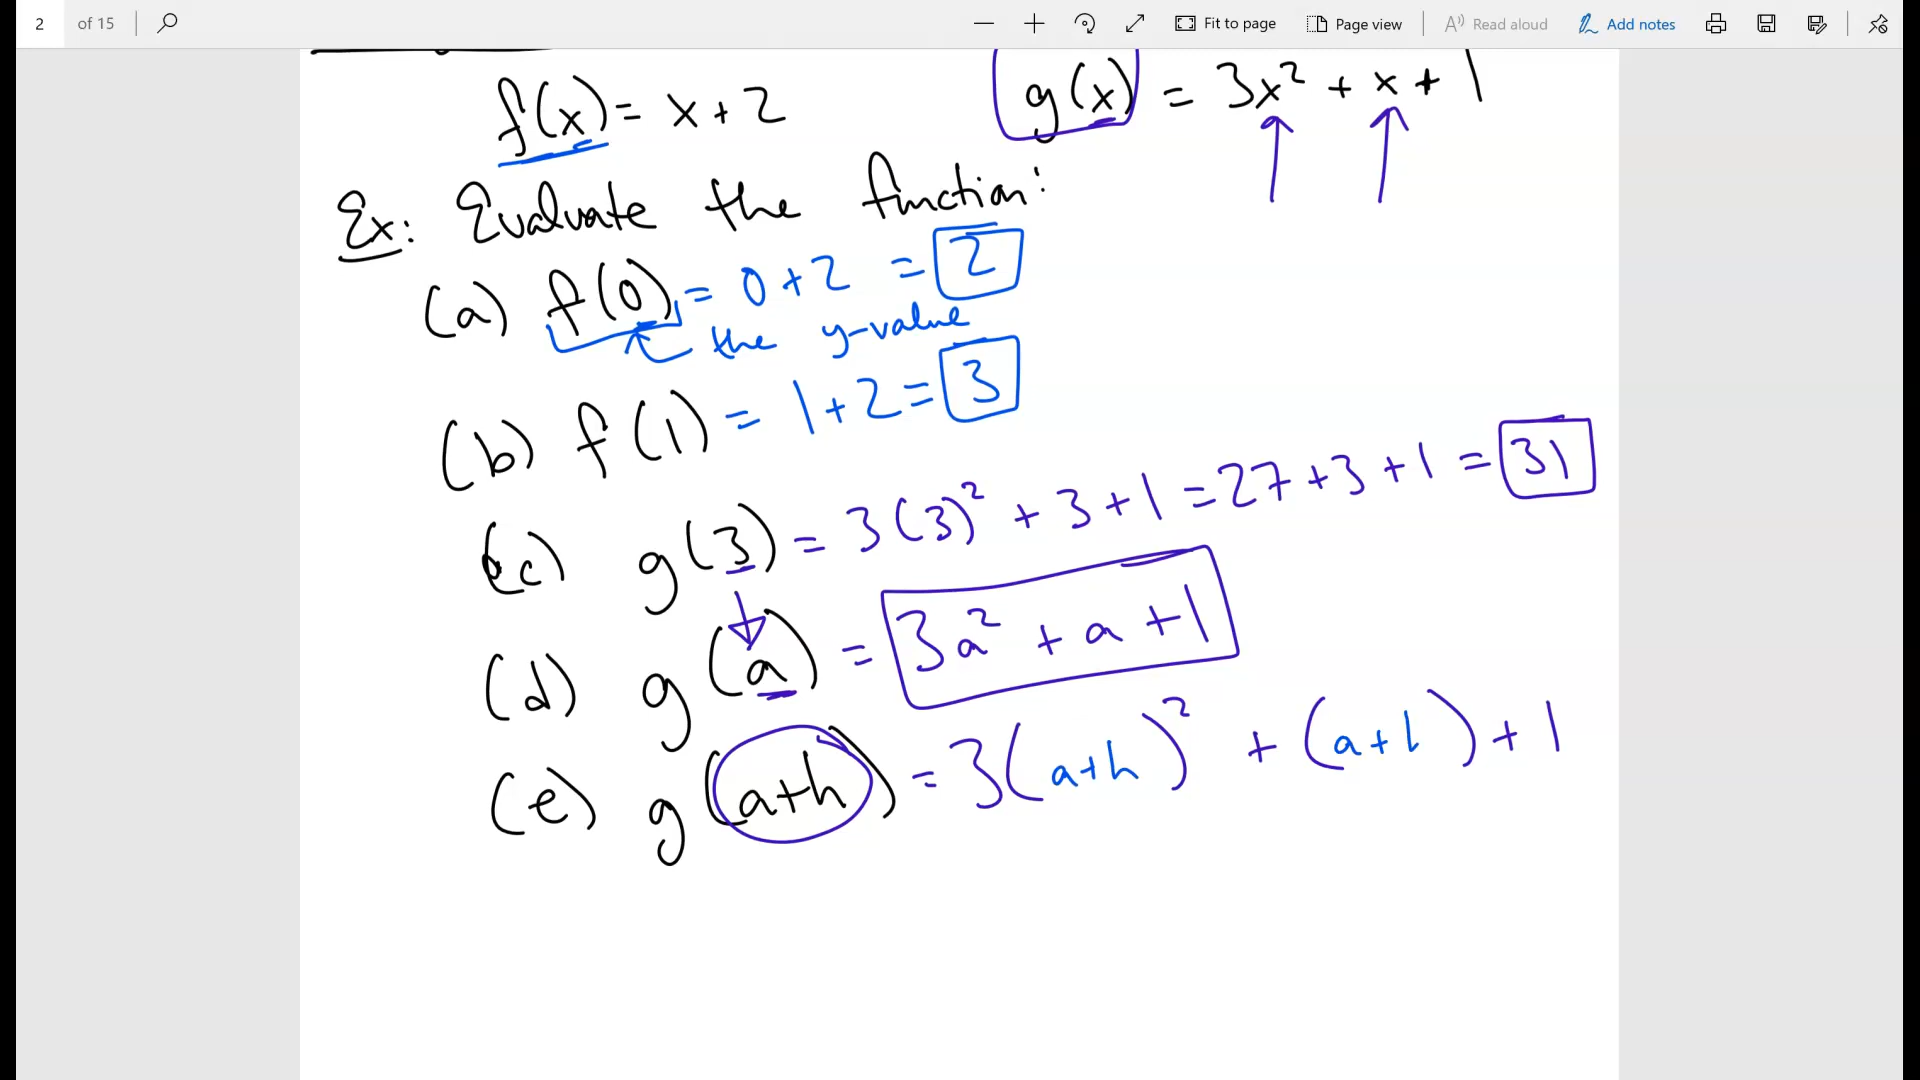 2 of 15 Fit to page Page view Read aloud Add notes
f(x) = x + 2 g(x) = 3x² + x + 1
Ex: Evaluate the function:
(a) f(0) = 0 + 2 = 2
the y-value
(b) f(1) = 1 + 2 = 3
(c) g(3) = 3(3)² + 3 + 1 = 27 + 3 + 1 = 31
(d) g(a) = 3a² + a + 1
(e) g(a+h) = 3(a+h)² + (a+l) + 1